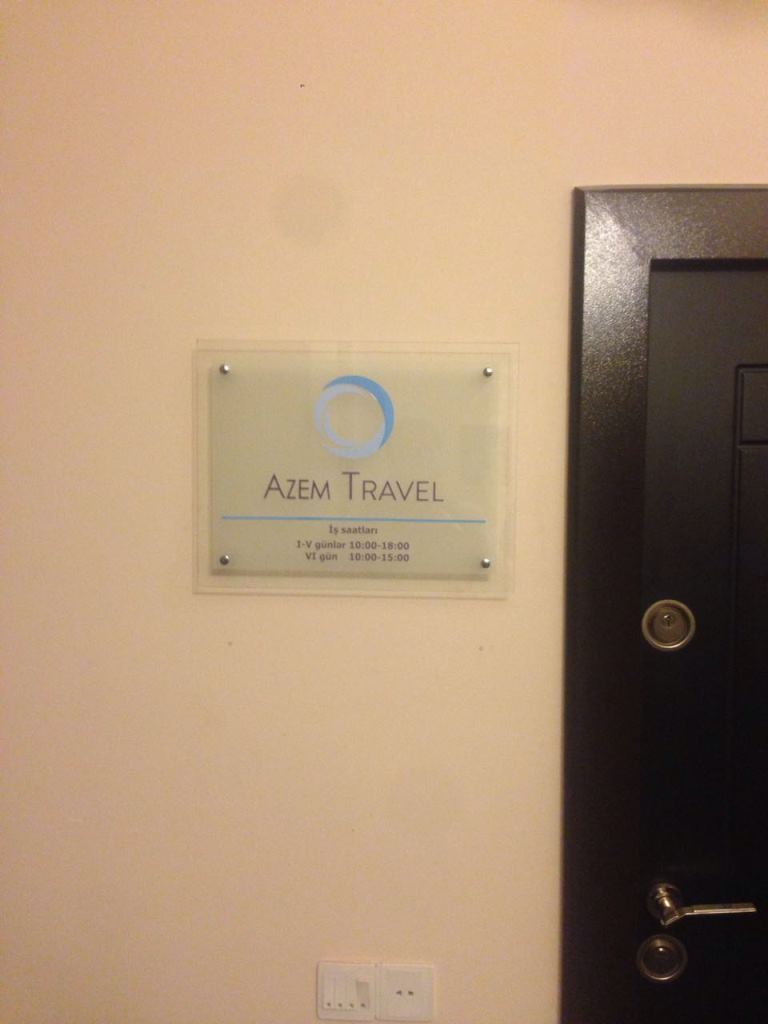 AZEM TRAVEL
İş saatları
I-V günlər 10:00-18:00
VI gün 10:00-15:00